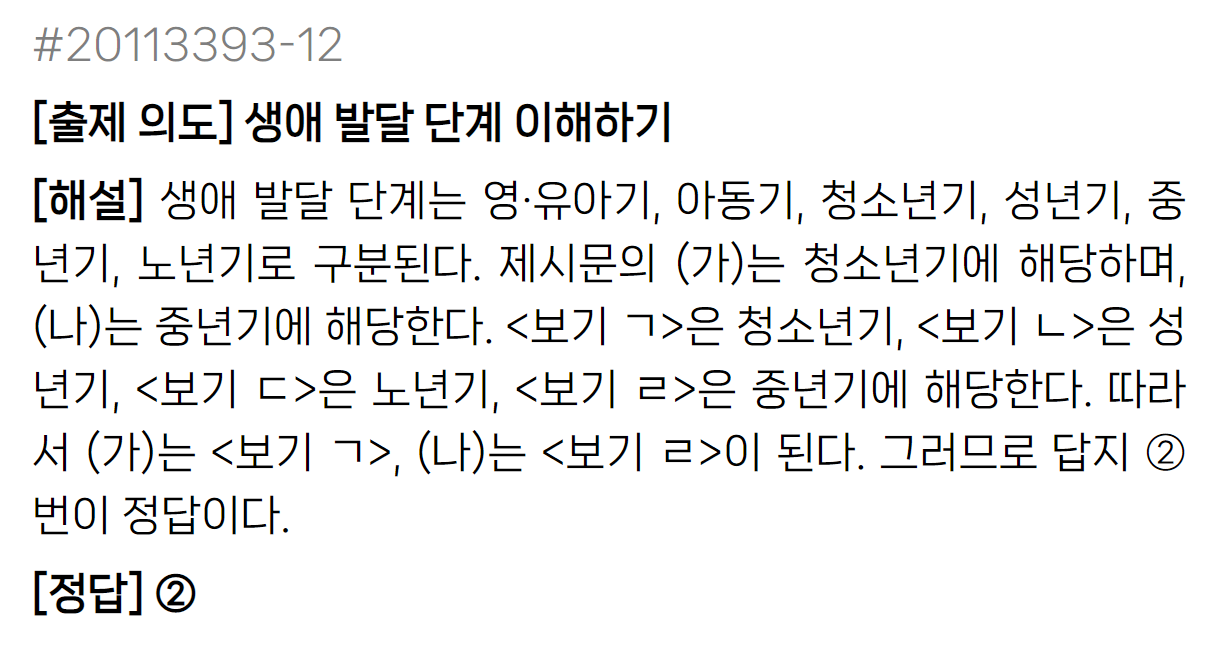 #20113393-12
[출제 의도] 생애 발달 단계 이해하기
[해설] 생애 발달 단계는 영·유아기, 아동기, 청소년기, 성년기, 중
년기, 노년기로 구분된다. 제시문의 (가)는 청소년기에 해당하며,
(나)는 중년기에 해당한다. <보기 ㄱ>은 청소년기, <보기 ㄴ>은 성
년기, <보기 ㄷ>은 노년기, <보기 ㄹ>은 중년기에 해당한다. 따라
서 (가)는 <보기 ㄱ>, (나)는 <보기 ㄹ>이 된다. 그러므로 답지 ②
번이 정답이다.
[정답] ②